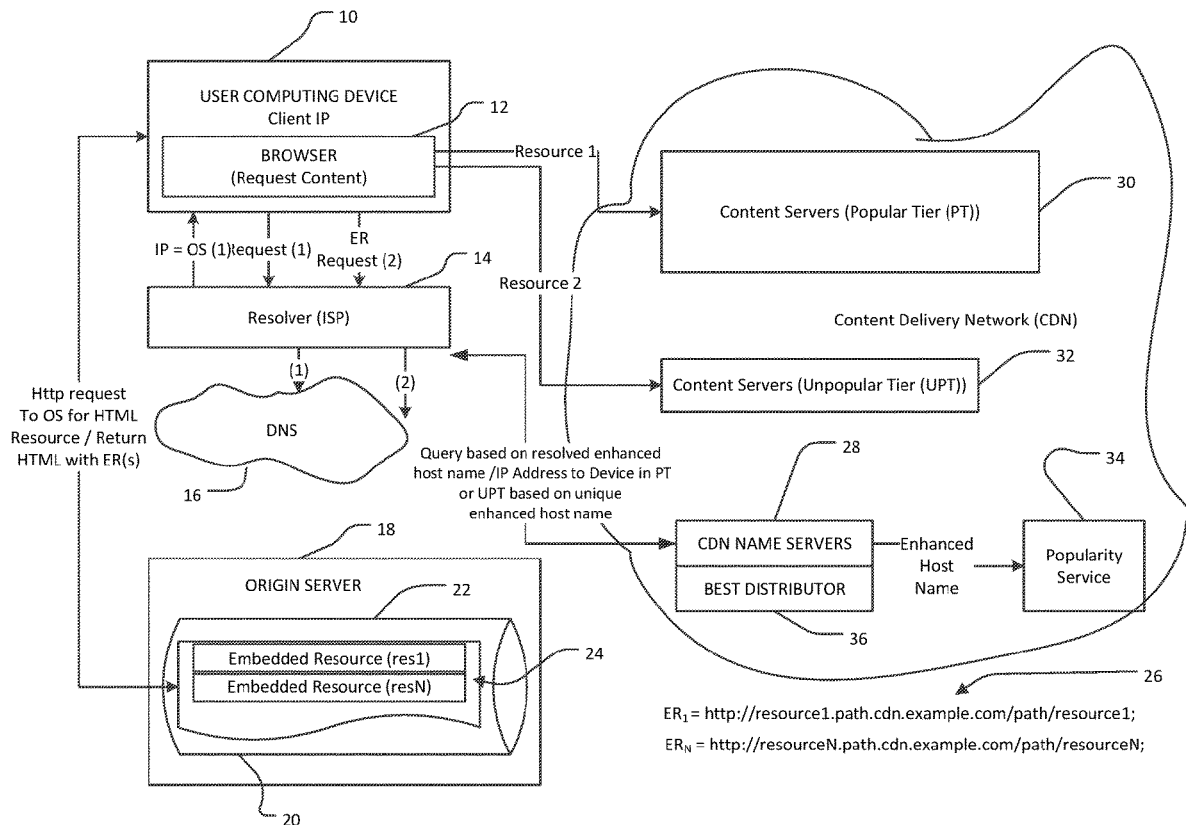 10
USER COMPUTING DEVICE
Client IP
12
BROWSER
(Request Content)
Resource 1
Content Servers (Popular Tier (PT))
30
IP = OS (1)
Request (1)
ER
Request (2)
14
Resource 2
Resolver (ISP)
Content Delivery Network (CDN)
(1)
(2)
32
Content Servers (Unpopular Tier (UPT))
Http request
To OS for HTML
Resource / Return
HTML with ER(s)
DNS
16
Query based on resolved enhanced
host name /IP Address to Device in PT
or UPT based on unique
enhanced host name
28
34
18
CDN NAME SERVERS
Enhanced
Host
Name
Popularity
Service
BEST DISTRIBUTOR
36
ORIGIN SERVER
22
Embedded Resource (res1)
24
Embedded Resource (resN)
26
ER1 = http://resource1.path.cdn.example.com/path/resource1;
ERN = http://resourceN.path.cdn.example.com/path/resourceN;
20